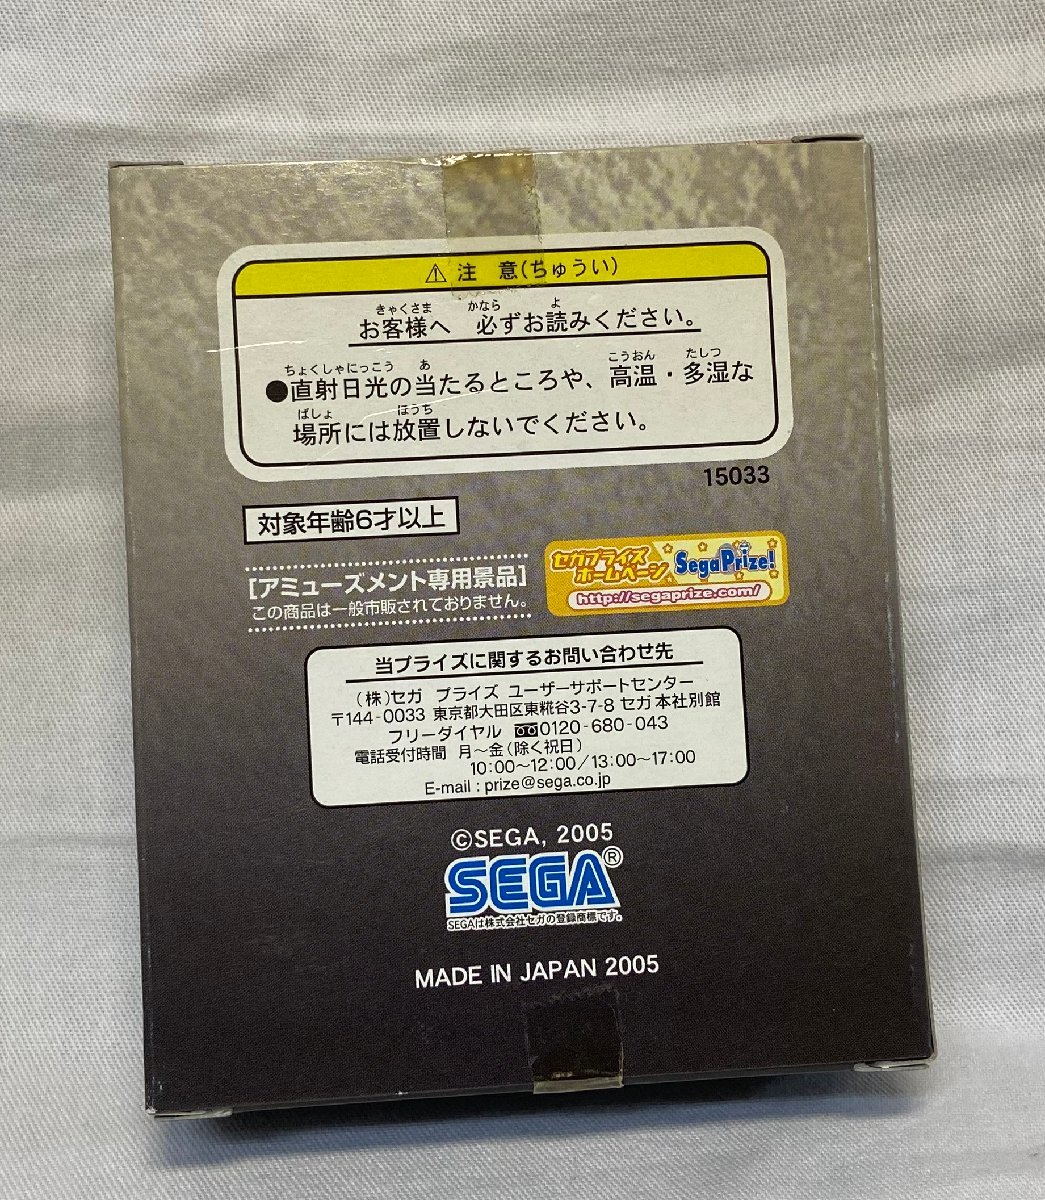 ⚠注 意(ちゅうい)
きゃくさま かなら よ
お客様へ 必ずお読みください。
ちょくしゃにっこう あ こうおん たしつ
●直射日光の当たるところや、高温・多湿な
ばしょ ほうち
場所には放置しないでください。
15033
対象年齢6才以上
[アミューズメント専用景品]
この商品は一般市販されておりません。
セガプライズ
ホームページ
SegaPrize!
http://segaprize.com/
当プライズに関するお問い合わせ先
(株)セガ プライズ ユーザーサポートセンター
〒144-0033 東京都大田区東糀谷3-7-8 セガ本社別館
フリーダイヤル 0120-680-043
電話受付時間 月~金(除く祝日)
10:00~12:00/13:00~17:00
E-mail : prize@sega.co.jp
©SEGA, 2005
SEGA®
SEGAは株式会社セガの登録商標です。
MADE IN JAPAN 2005